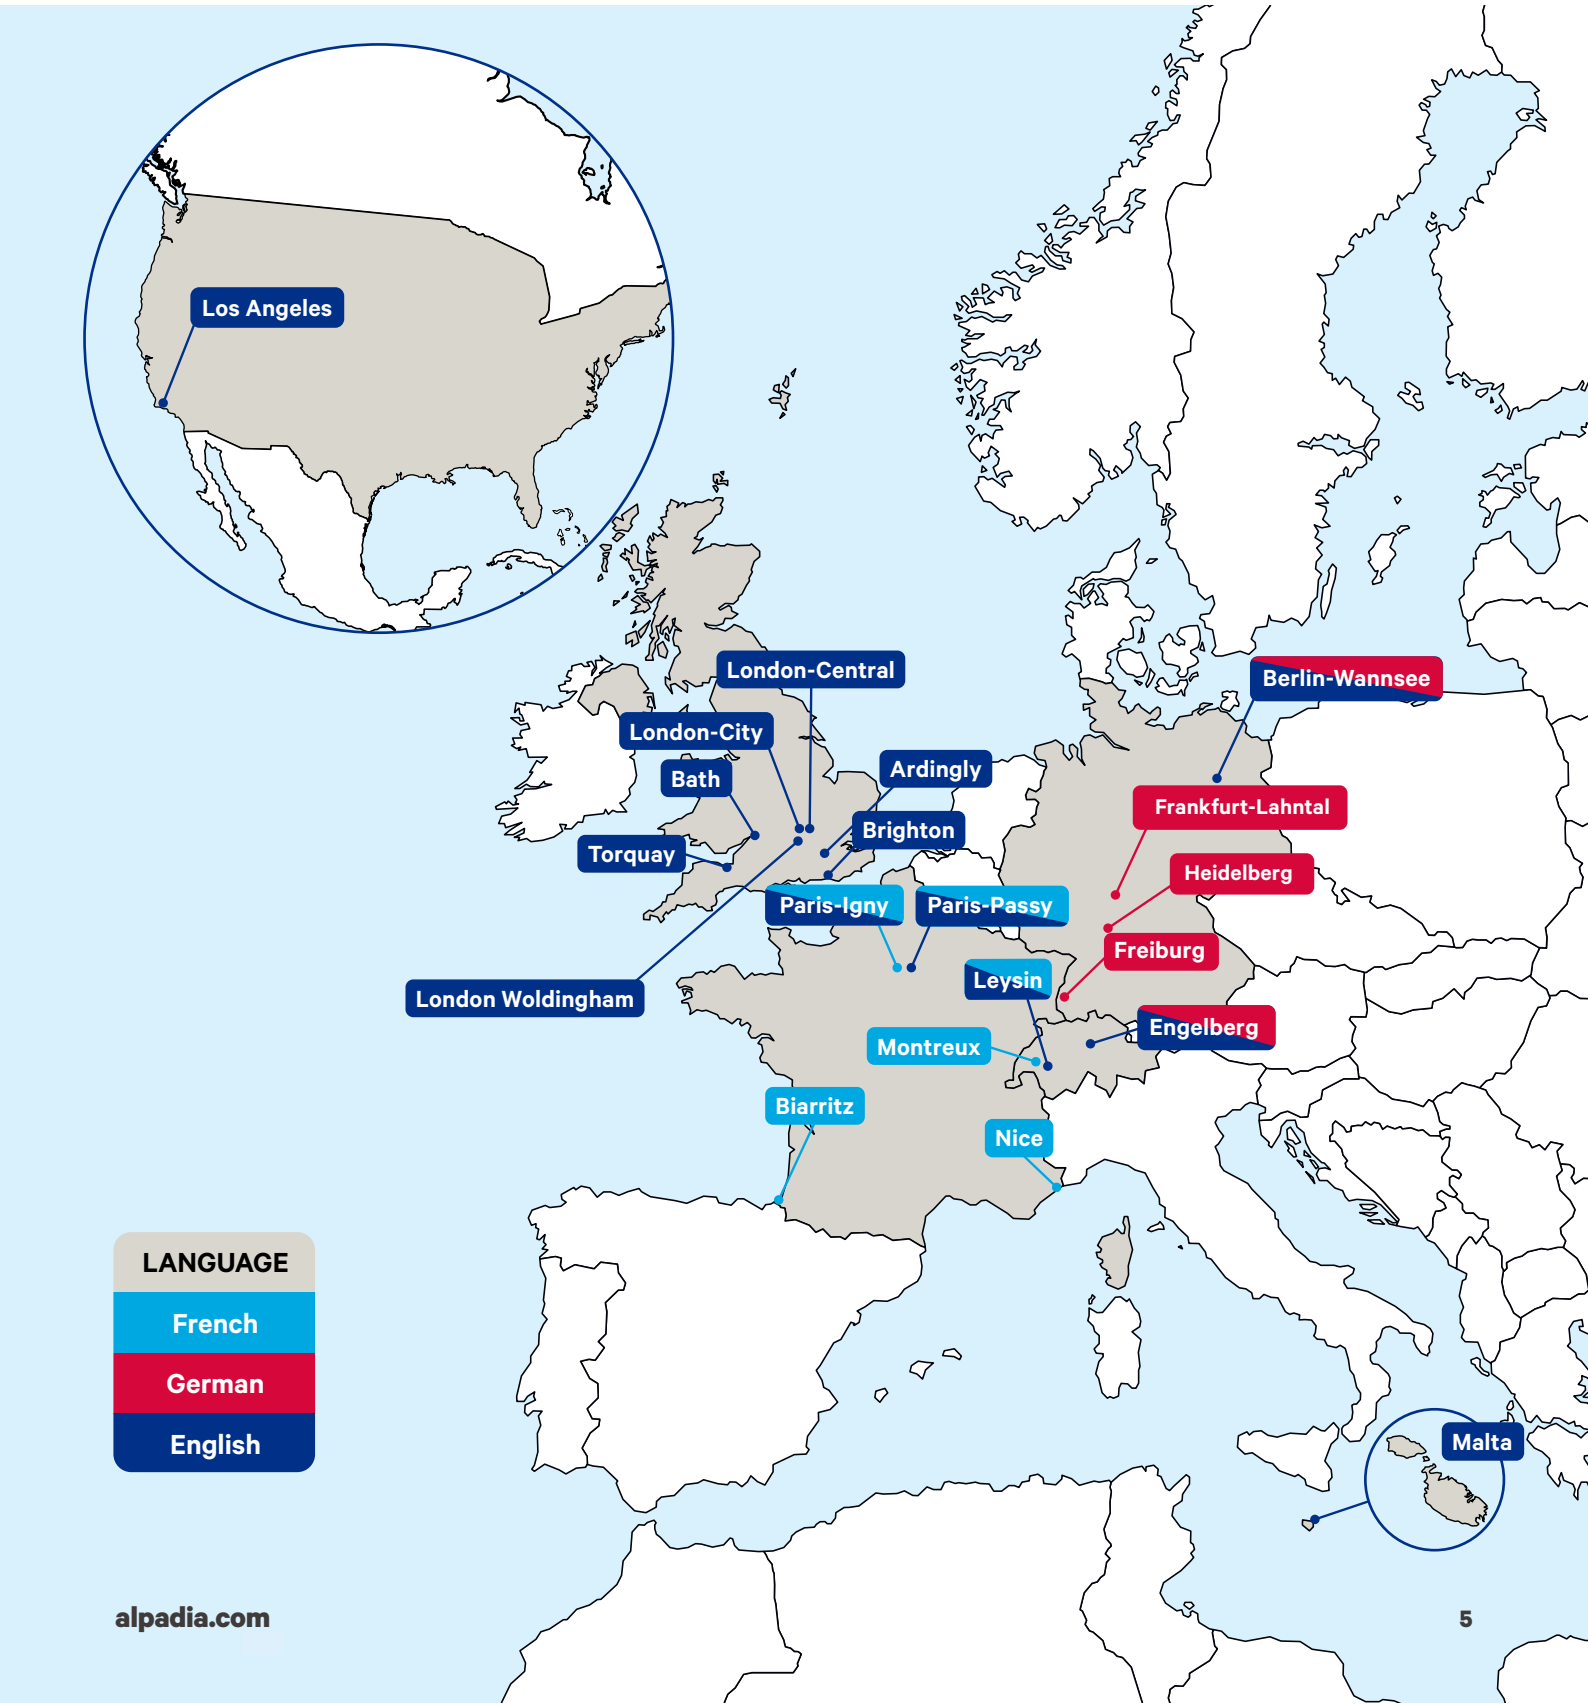 Los Angeles
London-Central
Berlin-Wannsee
London-City
Ardingly
Bath
Frankfurt-Lahntal
Brighton
Torquay
Heidelberg
Paris-Igny
Paris-Passy
Freiburg
Leysin
London Woldingham
Engelberg
Montreux
Biarritz
Nice
LANGUAGE
French
German
English
Malta
alpadia.com
5